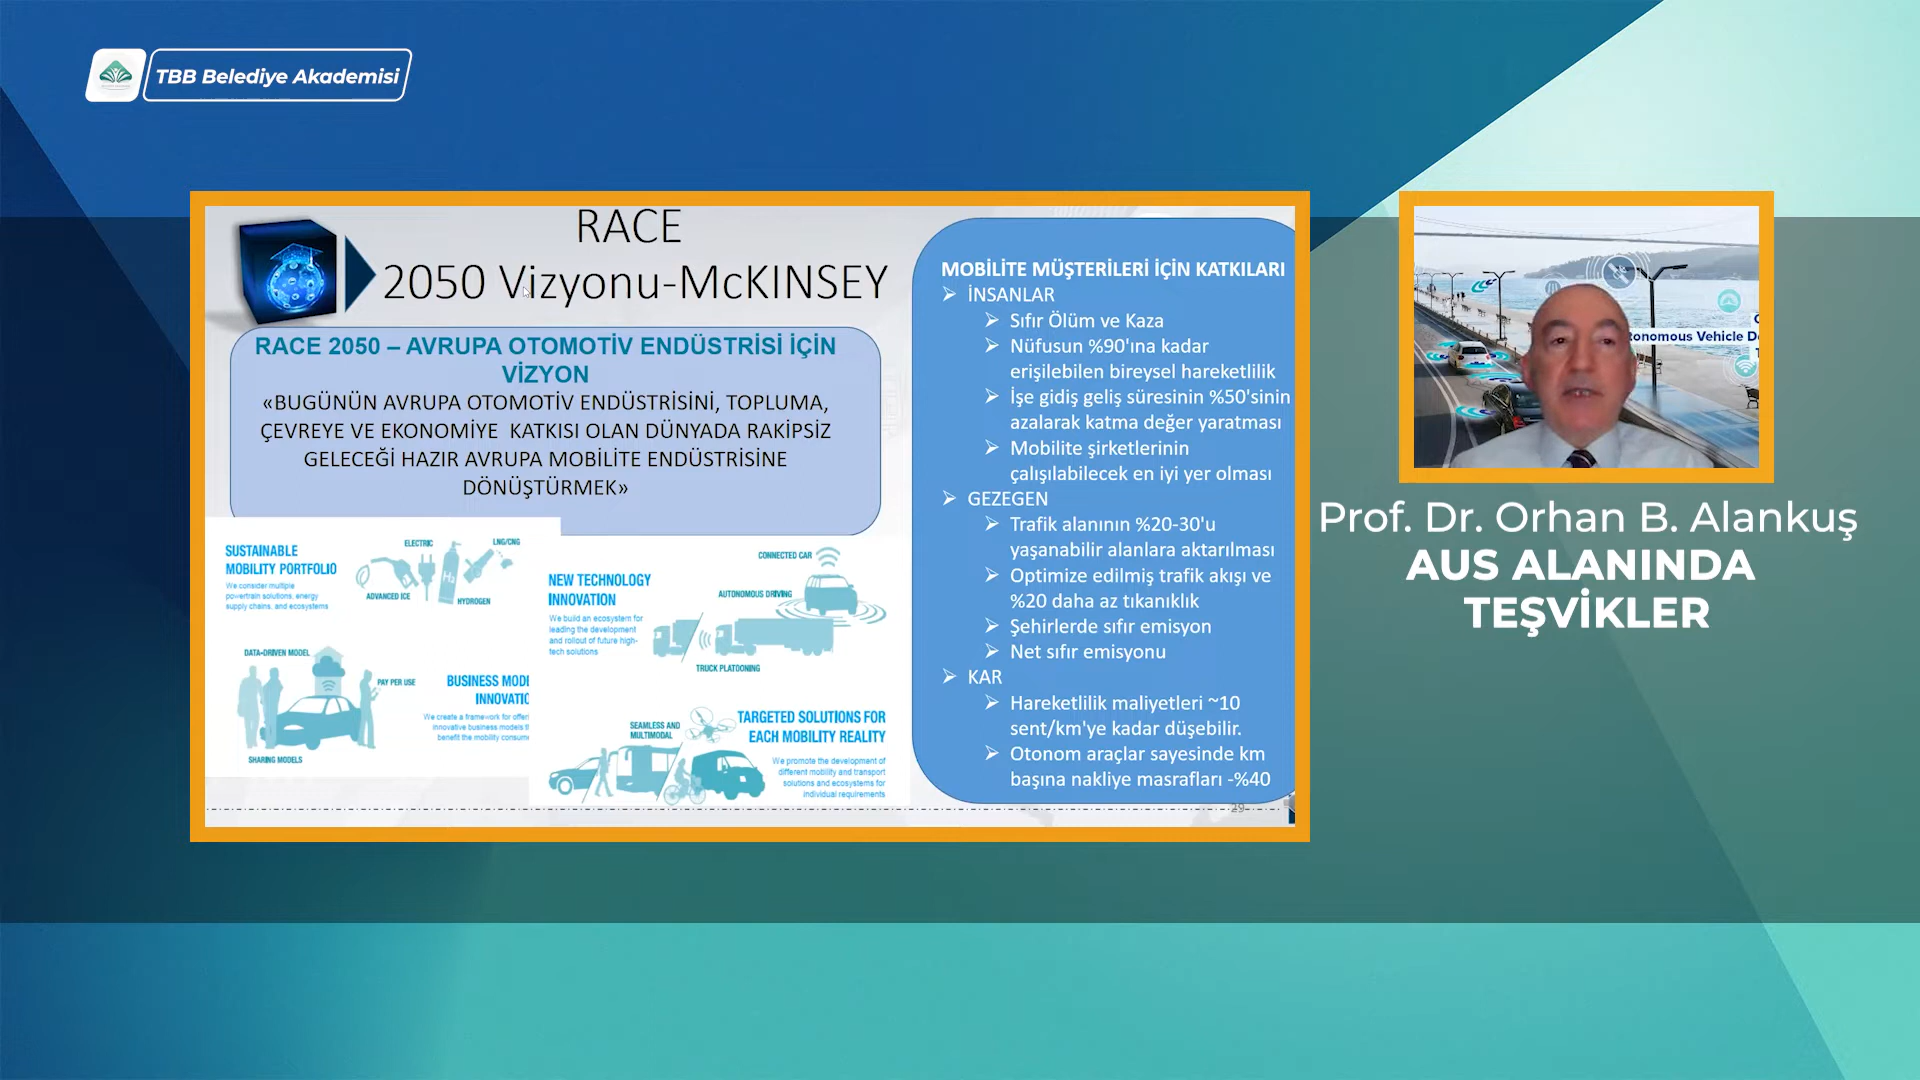 TBB Belediye Akademisi
RACE
2050 Vizyonu-McKINSEY
RACE 2050 – AVRUPA OTOMOTİV ENDÜSTRİSİ İÇİN
VİZYON
«BUGÜNÜN AVRUPA OTOMOTİV ENDÜSTRİSİNİ, TOPLUMA,
ÇEVREYE VE EKONOMİYE KATKISI OLAN DÜNYADA RAKİPSİZ
GELECEĞİ HAZIR AVRUPA MOBİLİTE ENDÜSTRİSİNE
DÖNÜŞTÜRMEK»
SUSTAINABLE
MOBILITY PORTFOLIO
We consider multiple
powertrain solutions, energy
supply chains, and ecosystems
ELECTRIC
LNG/CNG
H2
ADVANCED ICE
HYDROGEN
DATA-DRIVEN MODEL
PAY PER USE
SHARING MODELS
BUSINESS MODE
INNOVATIO
We create a framework for offeri
innovative business models th
benefit the mobility consume
NEW TECHNOLOGY
INNOVATION
We build an ecosystem for
leading the development
and rollout of future high-
tech solutions
CONNECTED CAR
AUTONOMOUS DRIVING
TRUCK PLATOONING
SEAMLESS AND
MULTIMODAL
TARGETED SOLUTIONS FOR
EACH MOBILITY REALITY
We promote the development of
different mobility and transport
solutions and ecosystems for
individual requirements
MOBİLİTE MÜŞTERİLERİ İÇİN KATKILARI
İNSANLAR
Sıfır Ölüm ve Kaza
Nüfusun %90'ına kadar
erişilebilen bireysel hareketlilik
İşe gidiş geliş süresinin %50'sinin
azalarak katma değer yaratması
Mobilite şirketlerinin
çalışılabilecek en iyi yer olması
GEZEGEN
Trafik alanının %20-30'u
yaşanabilir alanlara aktarılması
Optimize edilmiş trafik akışı ve
%20 daha az tıkanıklık
Şehirlerde sıfır emisyon
Net sıfır emisyonu
KAR
Hareketlilik maliyetleri ~10
sent/km'ye kadar düşebilir.
Otonom araçlar sayesinde km
başına nakliye masrafları -%40
29
tonomous Vehicle De
Prof. Dr. Orhan B. Alankuş
AUS ALANINDA
TEŞVİKLER